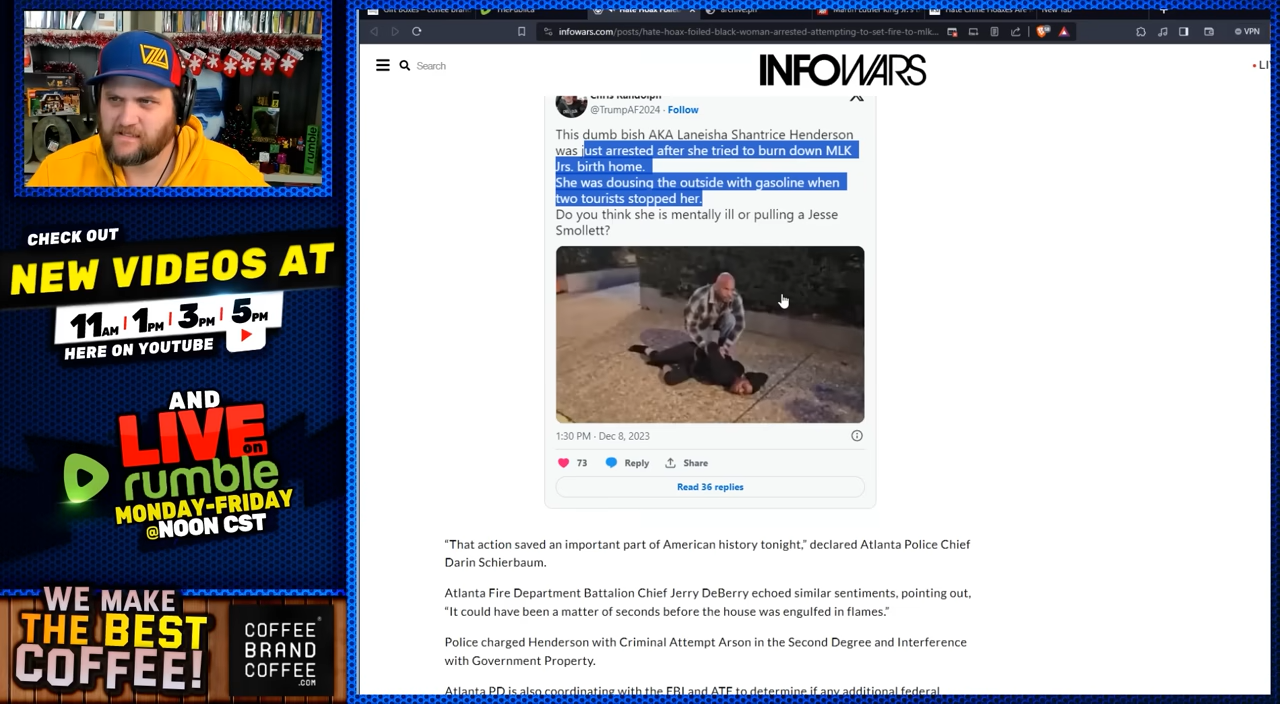 infowars.com/posts/hate-hoax-foiled-black-woman-arrested-attempting-to-set-fire-to-mlk...
VPN
Search
INFOWARS
LI
@TrumpAF2024 · Follow
This dumb bish AKA Laneisha Shantrice Henderson
was just arrested after she tried to burn down MLK
Jrs. birth home.
She was dousing the outside with gasoline when
two tourists stopped her.
Do you think she is mentally ill or pulling a Jesse
Smollett?
1:30 PM · Dec 8, 2023
73 Reply Share
Read 36 replies
“That action saved an important part of American history tonight,” declared Atlanta Police Chief
Darin Schierbaum.
Atlanta Fire Department Battalion Chief Jerry DeBerry echoed similar sentiments, pointing out,
“It could have been a matter of seconds before the house was engulfed in flames.”
Police charged Henderson with Criminal Attempt Arson in the Second Degree and Interference
with Government Property.
Atlanta PD is also coordinating with the FBI and ATF to determine if any additional federal
CHECK OUT
NEW VIDEOS AT
11AM | 1PM | 3PM | 5PM
HERE ON YOUTUBE
AND
LIVE on
rumble
MONDAY-FRIDAY
@NOON CST
WE MAKE
THE BEST
COFFEE!
COFFEE
BRAND
COFFEE
.COM
rumble